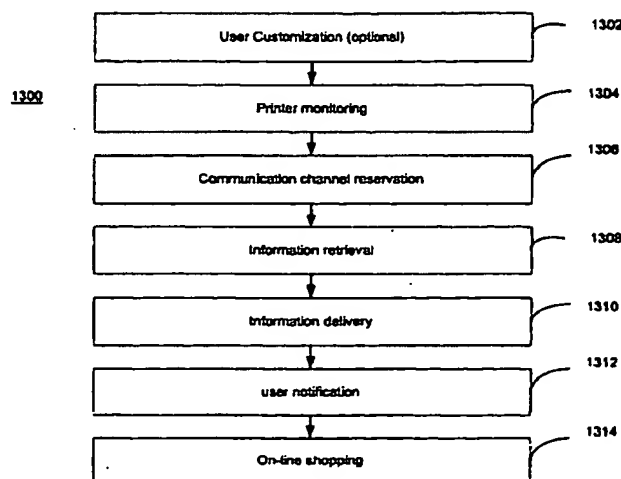 User Customization (optional)
1302
1300
Printer monitoring
1304
Communication channel reservation
1306
Information retrieval
1308
Information delivery
1310
user notification
1312
On-line shopping
1314